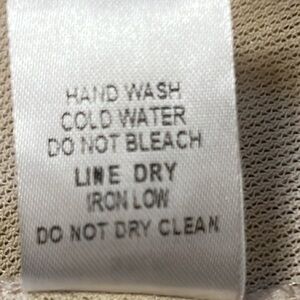 HAND WASH
COLD WATER
DO NOT BLEACH
LINE DRY
IRON LOW
DO NOT DRY CLEAN